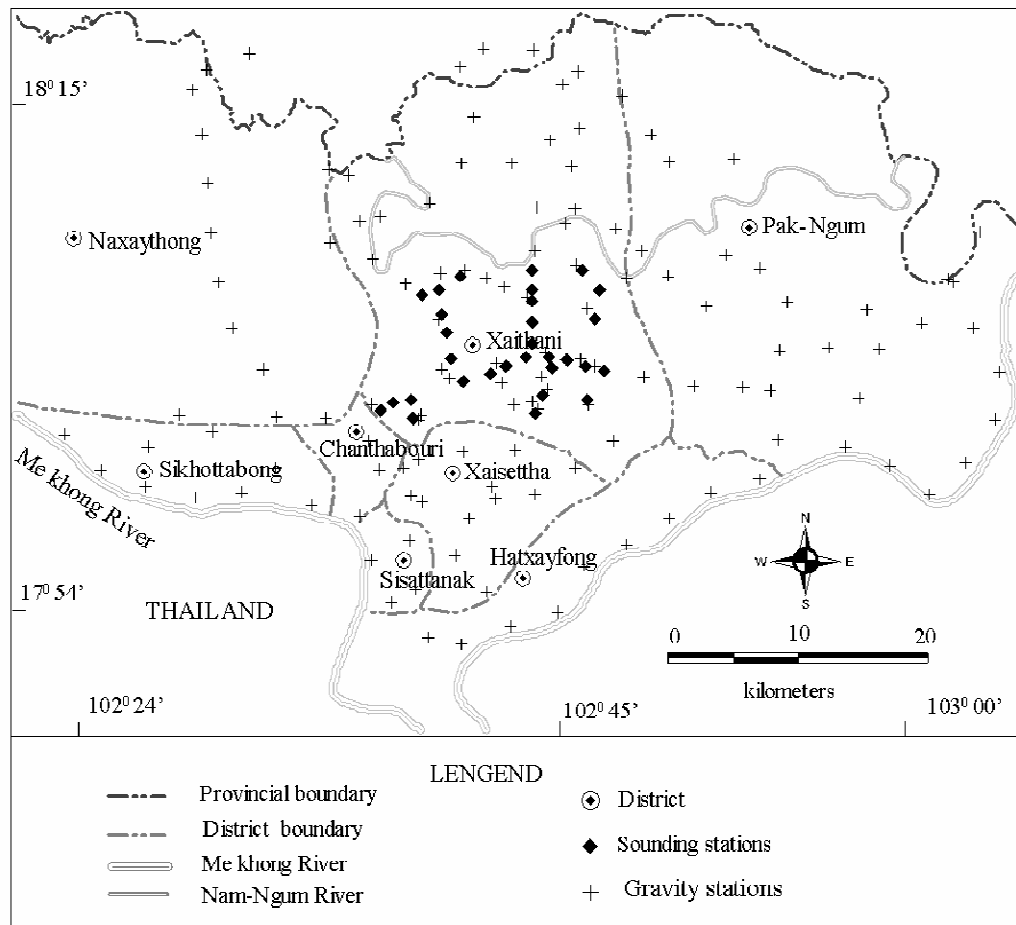 18⁰ 15’
Naxaythong
Pak-Ngum
Xaithani
Chanthabouri
Sikhottabong
Xaisettha
Me khong River
Hatxayfong
Sisattanak
N
W
E
S
17⁰ 54’
THAILAND
0 10 20
kilometers
102⁰ 24’
102⁰ 45’
103⁰ 00’
LENGEND
Provincial boundary
District boundary
Me khong River
Nam-Ngum River
District
Sounding stations
Gravity stations